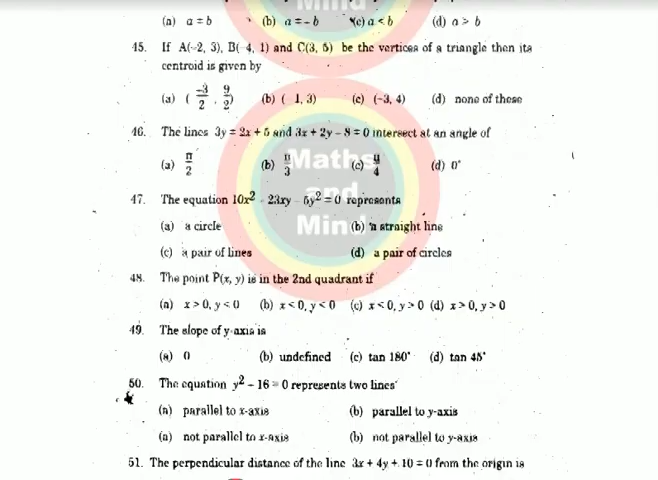 Mind
(a) a = b (b) a = - b (c) a < b (d) a > b
45. If A(-2, 3), B(-4, 1) and C(3, 5) be the vertices of a triangle then its
centroid is given by
(a) ( -3/2 , 9/2 ) (b) ( 1, 3) (c) (-3, 4) (d) none of these
46. The lines 3y = 2x + 5 and 3x + 2y - 8 = 0 intersect at an angle of
(a) π/2 (b) π/3 (c) π/4 (d) 0°
47. The equation 10x² - 23xy - 5y² = 0 represents
(a) a circle (b) a straight line
(c) a pair of lines (d) a pair of circles
Maths
and
Mind
48. The point P(x, y) is in the 2nd quadrant if
(a) x > 0, y < 0 (b) x < 0, y < 0 (c) x < 0, y > 0 (d) x > 0, y > 0
49. The slope of y-axis is
(a) 0 (b) undefined (c) tan 180° (d) tan 45°
50. The equation y² - 16 = 0 represents two lines
(a) parallel to x-axis (b) parallel to y-axis
(a) not parallel to x-axis (b) not parallel to y-axis
51. The perpendicular distance of the line 3x + 4y + 10 = 0 from the origin is